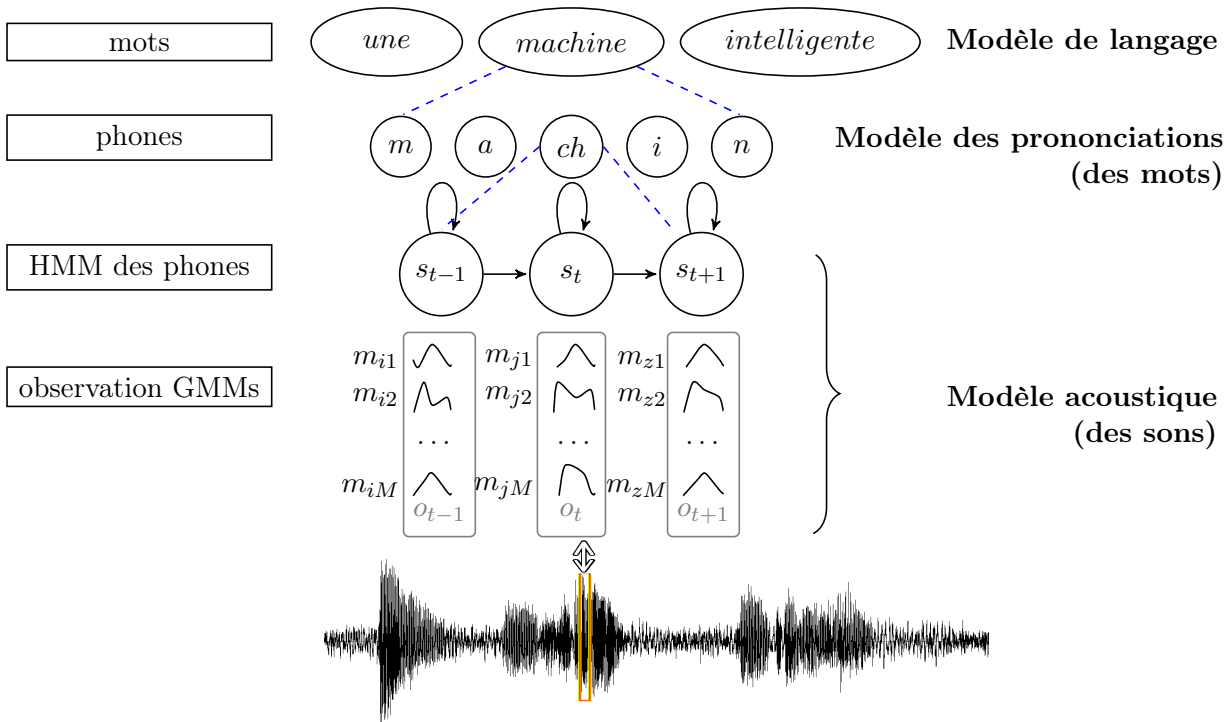 mots
une machine intelligente
Modèle de langage
phones
m a ch i n
Modèle des prononciations
(des mots)
HMM des phones
s_{t−1} s_t s_{t+1}
observation GMMs
m_{i1} m_{j1} m_{z1}
m_{i2} m_{j2} m_{z2}
... ... ...
m_{iM} m_{jM} m_{zM}
o_{t−1} o_t o_{t+1}
Modèle acoustique
(des sons)